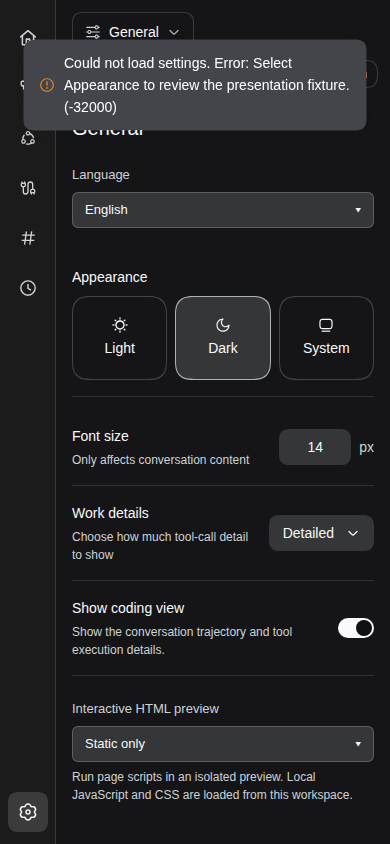 General
Could not load settings. Error: Select
Appearance to review the presentation fixture.
(-32000)
General
Language
English
Appearance
Light
Dark
System
Font size
Only affects conversation content
14
px
Work details
Choose how much tool-call detail
to show
Detailed
Show coding view
Show the conversation trajectory and tool
execution details.
Interactive HTML preview
Static only
Run page scripts in an isolated preview. Local
JavaScript and CSS are loaded from this workspace.